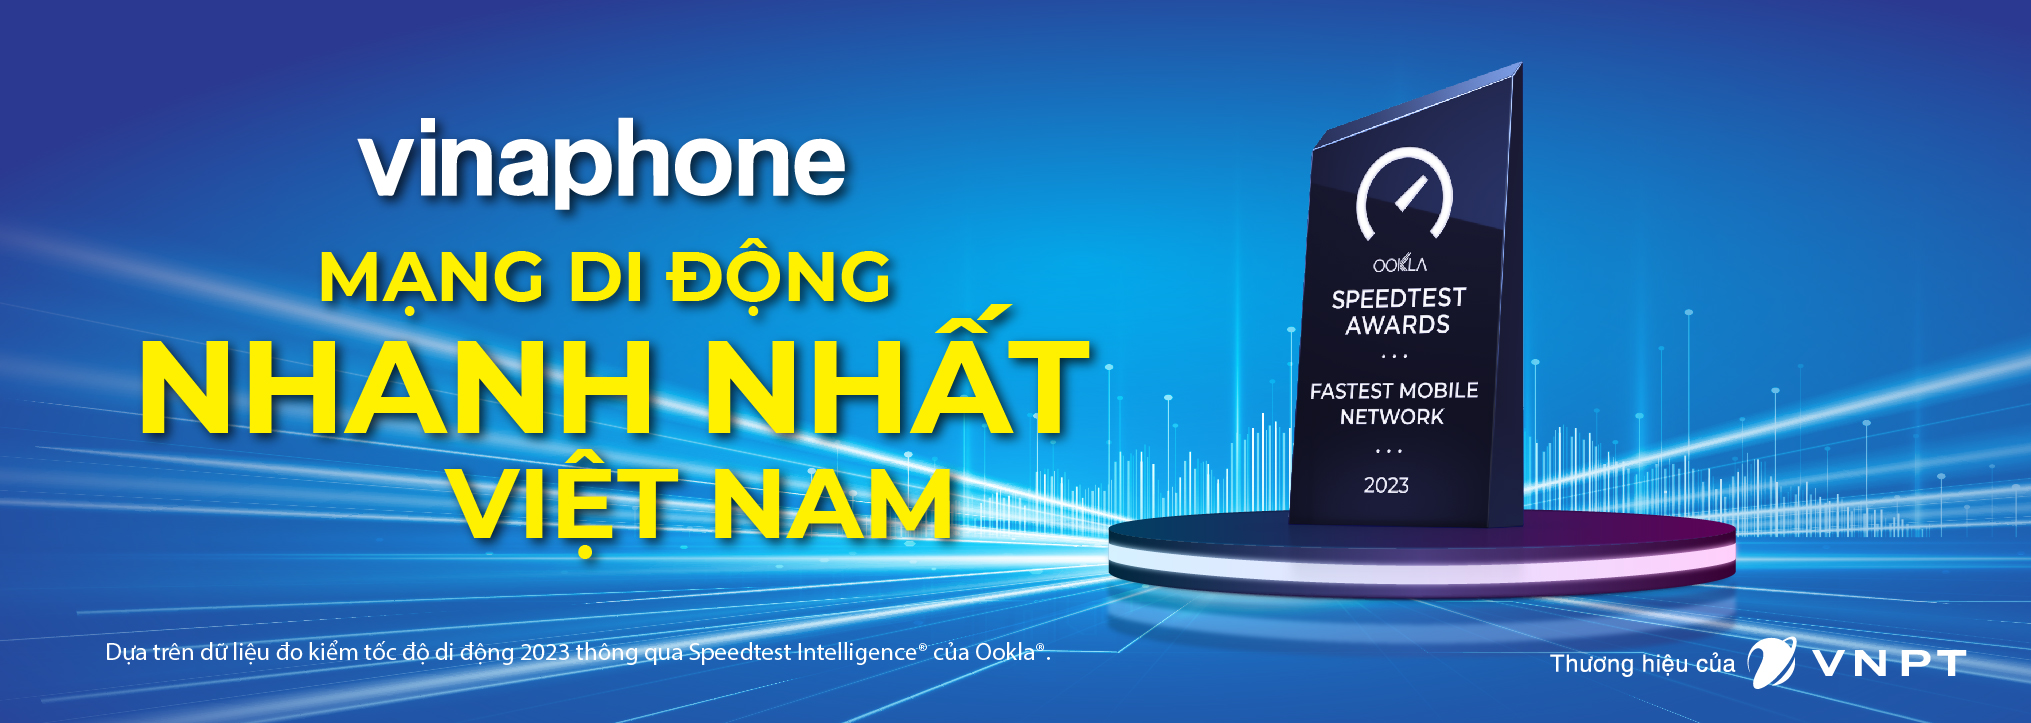 vinaphone
MẠNG DI ĐỘNG
NHANH NHẤT
VIỆT NAM
OOKLA
SPEEDTEST
AWARDS
...
FASTEST MOBILE
NETWORK
...
2023
Dựa trên dữ liệu đo kiểm tốc độ di động 2023 thông qua Speedtest Intelligence® của Ookla®.
Thương hiệu của VNPT